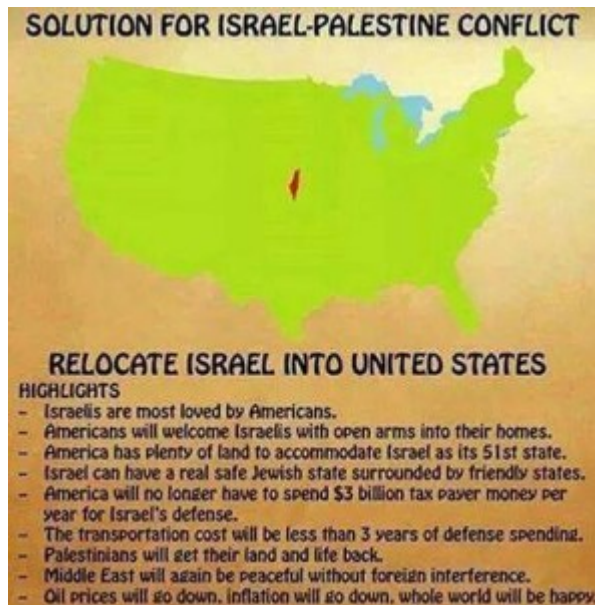 SOLUTION FOR ISRAEL-PALESTINE CONFLICT
RELOCATE ISRAEL INTO UNITED STATES
HIGHLIGHTS
- Israelis are most loved by Americans.
- Americans will welcome Israelis with open arms into their homes.
- America has plenty of land to accommodate Israel as its 51st state.
- Israel can have a real safe Jewish state surrounded by friendly states.
- America will no longer have to spend $3 billion tax payer money per
year for Israel's defense.
- The transportation cost will be less than 3 years of defense spending.
- Palestinians will get their land and life back.
- Middle East will again be peaceful without foreign interference.
- Oil prices will go down, inflation will go down, whole world will be happy.